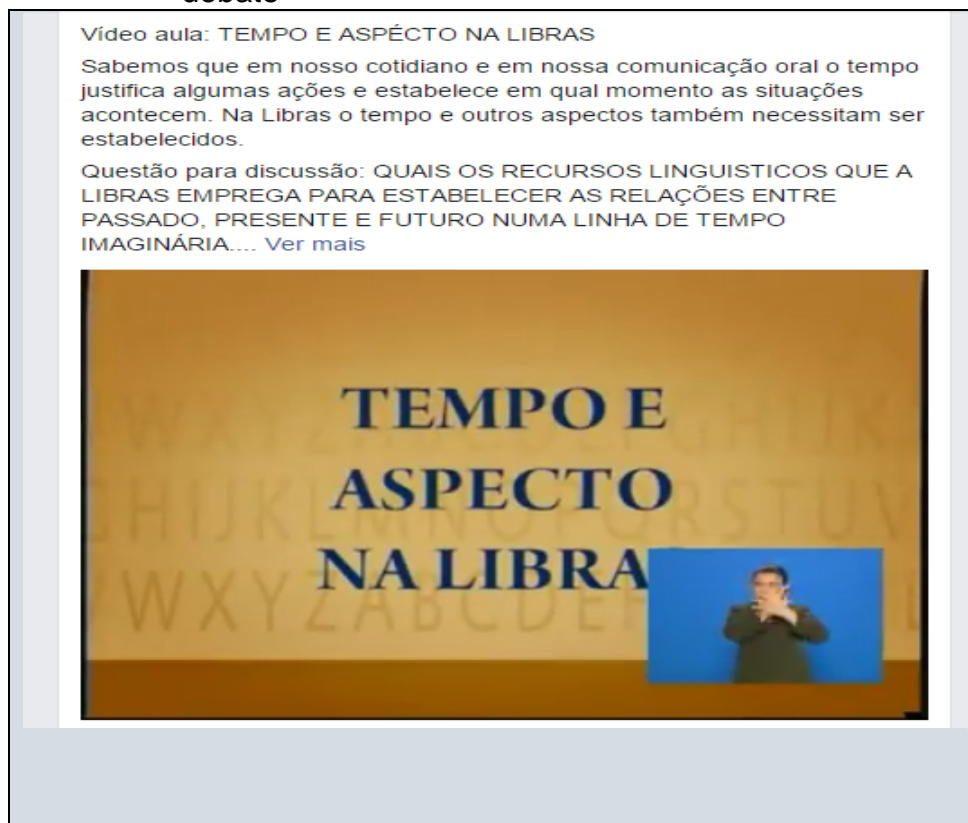 debate
Vídeo aula: TEMPO E ASPÉCTO NA LIBRAS
Sabemos que em nosso cotidiano e em nossa comunicação oral o tempo
justifica algumas ações e estabelece em qual momento as situações
acontecem. Na Libras o tempo e outros aspectos também necessitam ser
estabelecidos.
Questão para discussão: QUAIS OS RECURSOS LINGUISTICOS QUE A
LIBRAS EMPREGA PARA ESTABELECER AS RELAÇÕES ENTRE
PASSADO, PRESENTE E FUTURO NUMA LINHA DE TEMPO
IMAGINÁRIA.... Ver mais
TEMPO E
ASPECTO
NA LIBRA